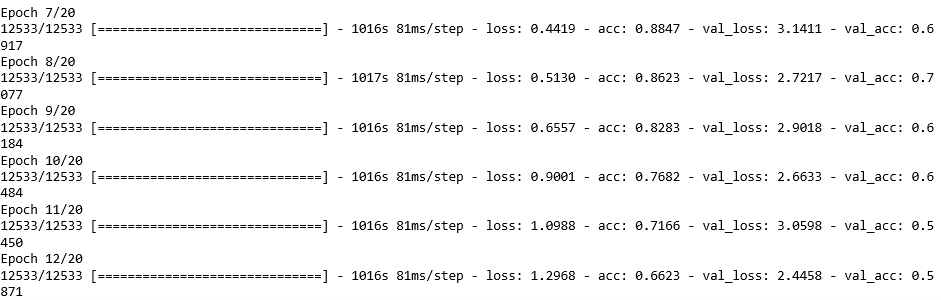 Epoch 7/20
12533/12533 [==============================] - 1016s 81ms/step - loss: 0.4419 - acc: 0.8847 - val_loss: 3.1411 - val_acc: 0.6
917
Epoch 8/20
12533/12533 [==============================] - 1017s 81ms/step - loss: 0.5130 - acc: 0.8623 - val_loss: 2.7217 - val_acc: 0.7
077
Epoch 9/20
12533/12533 [==============================] - 1016s 81ms/step - loss: 0.6557 - acc: 0.8283 - val_loss: 2.9018 - val_acc: 0.6
184
Epoch 10/20
12533/12533 [==============================] - 1016s 81ms/step - loss: 0.9001 - acc: 0.7682 - val_loss: 2.6633 - val_acc: 0.6
484
Epoch 11/20
12533/12533 [==============================] - 1016s 81ms/step - loss: 1.0988 - acc: 0.7166 - val_loss: 3.0598 - val_acc: 0.5
450
Epoch 12/20
12533/12533 [==============================] - 1016s 81ms/step - loss: 1.2968 - acc: 0.6623 - val_loss: 2.4458 - val_acc: 0.5
871